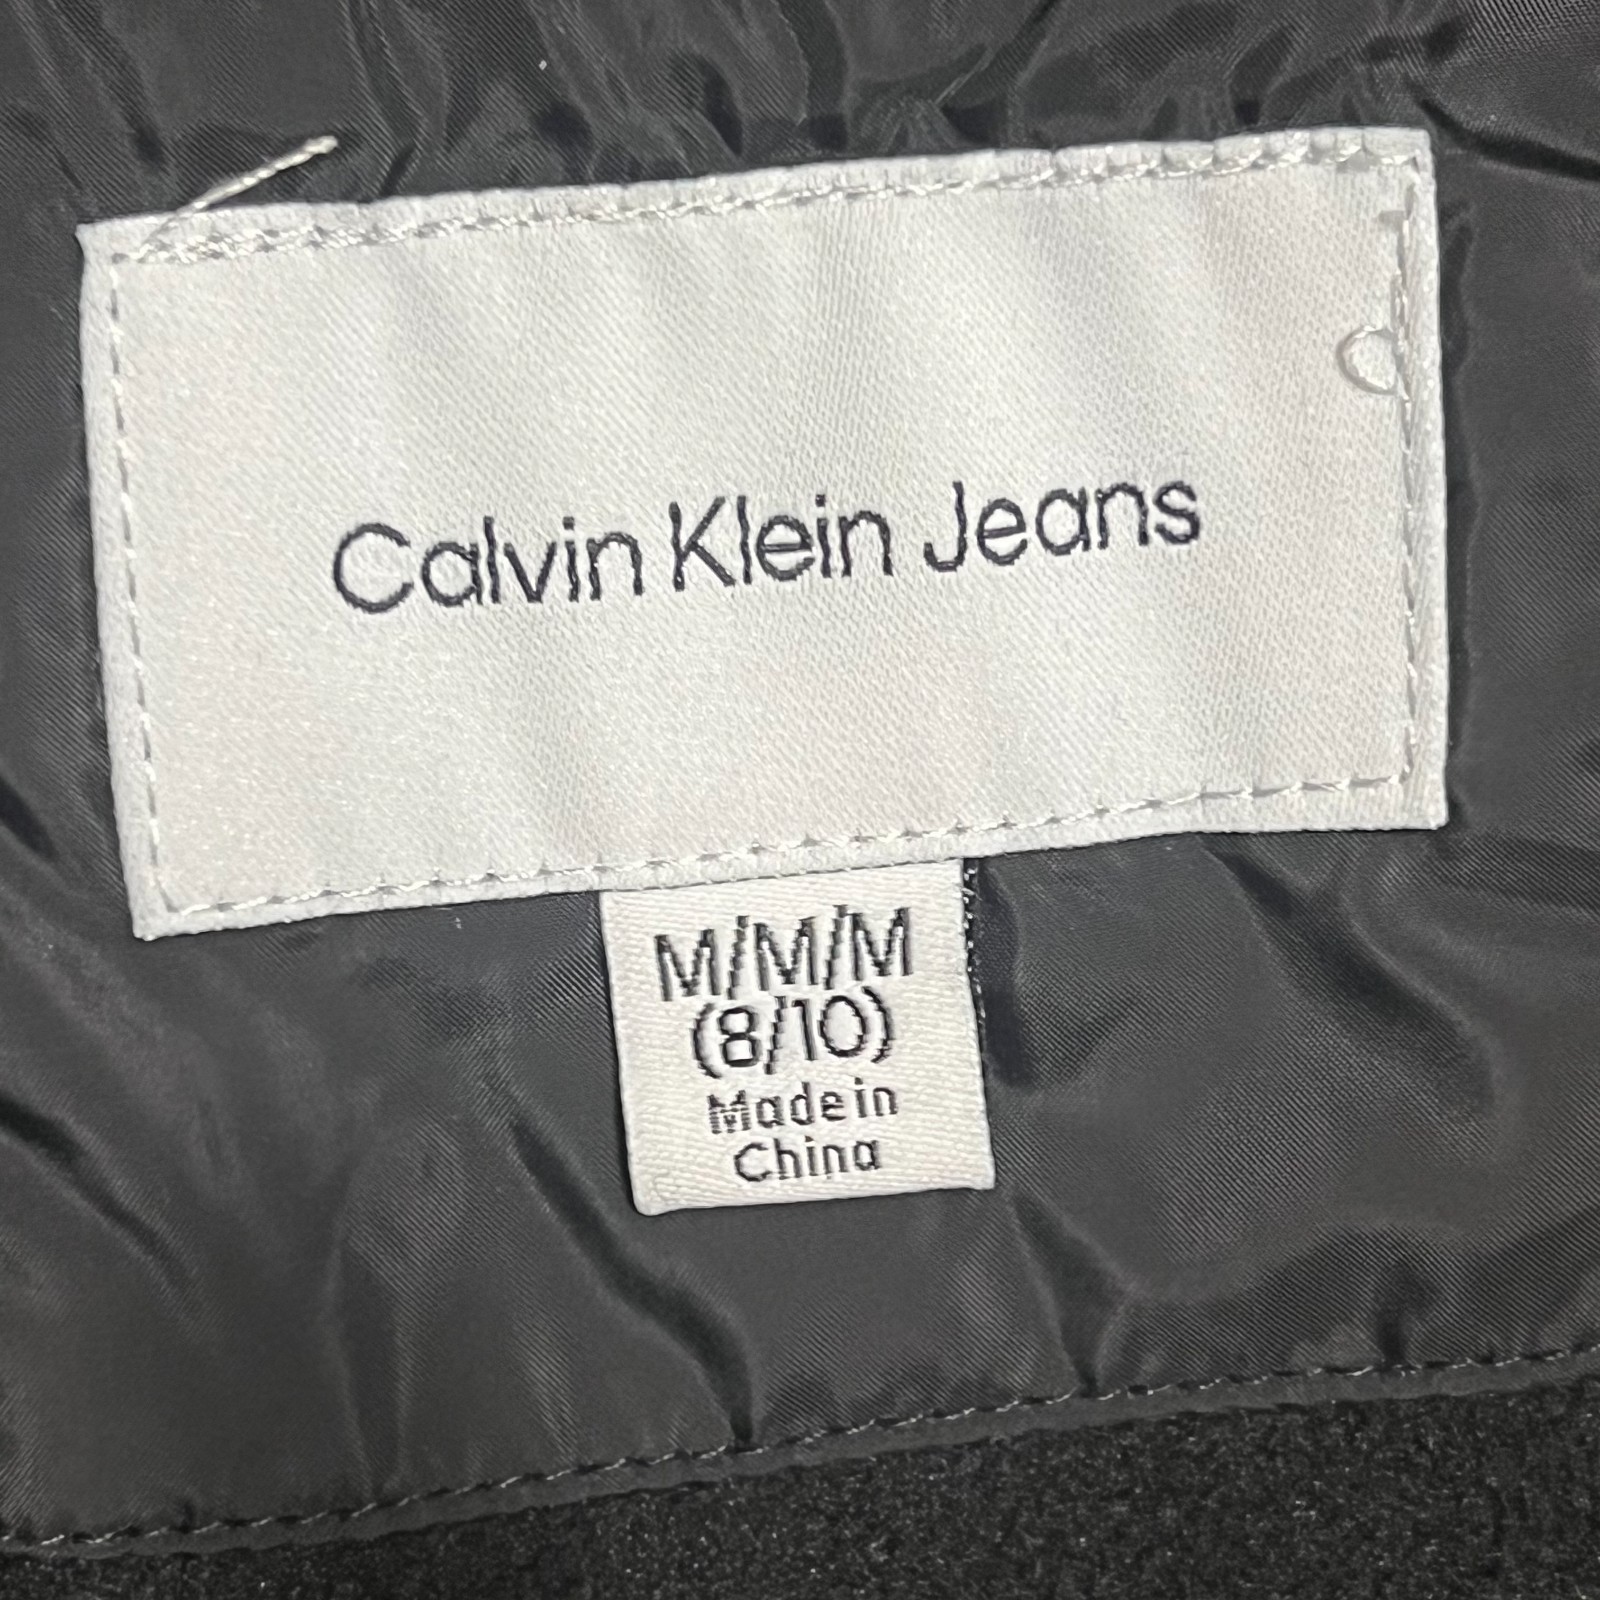 Calvin Klein Jeans
M/M/M
(8/10)
Made in
China